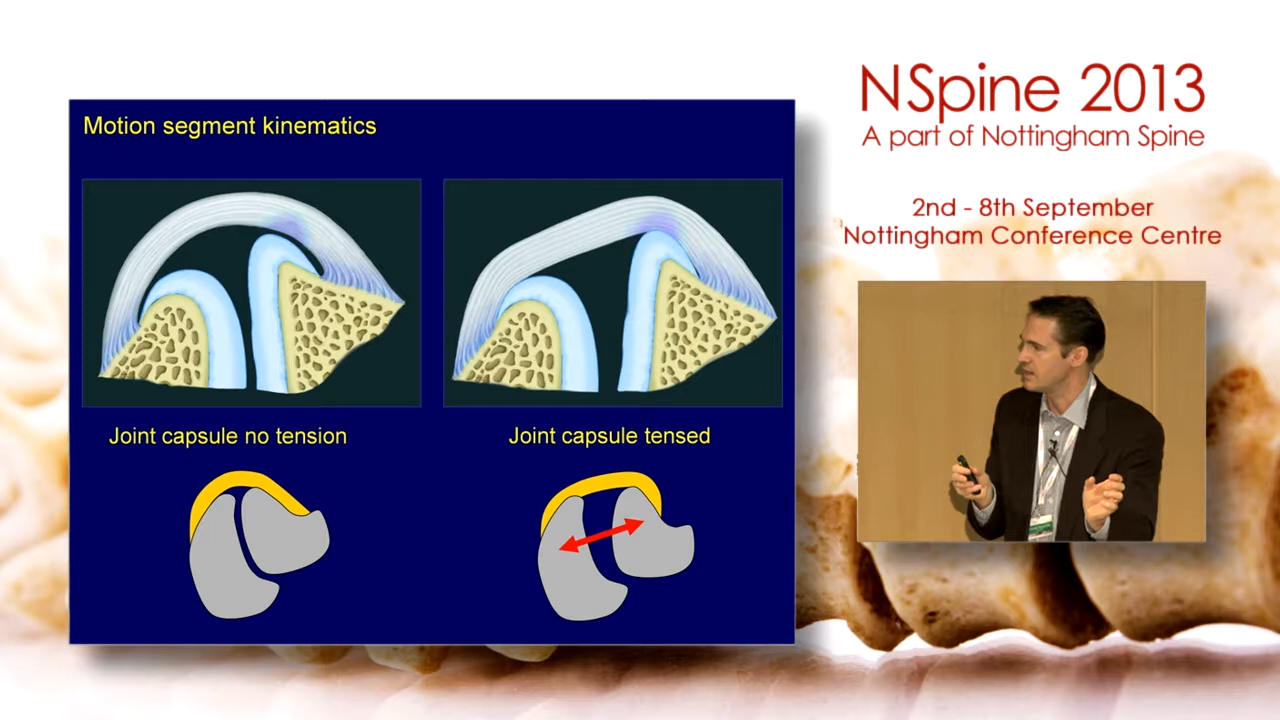 Motion segment kinematics
Joint capsule no tension
Joint capsule tensed
NSpine 2013
A part of Nottingham Spine
2nd - 8th September
Nottingham Conference Centre